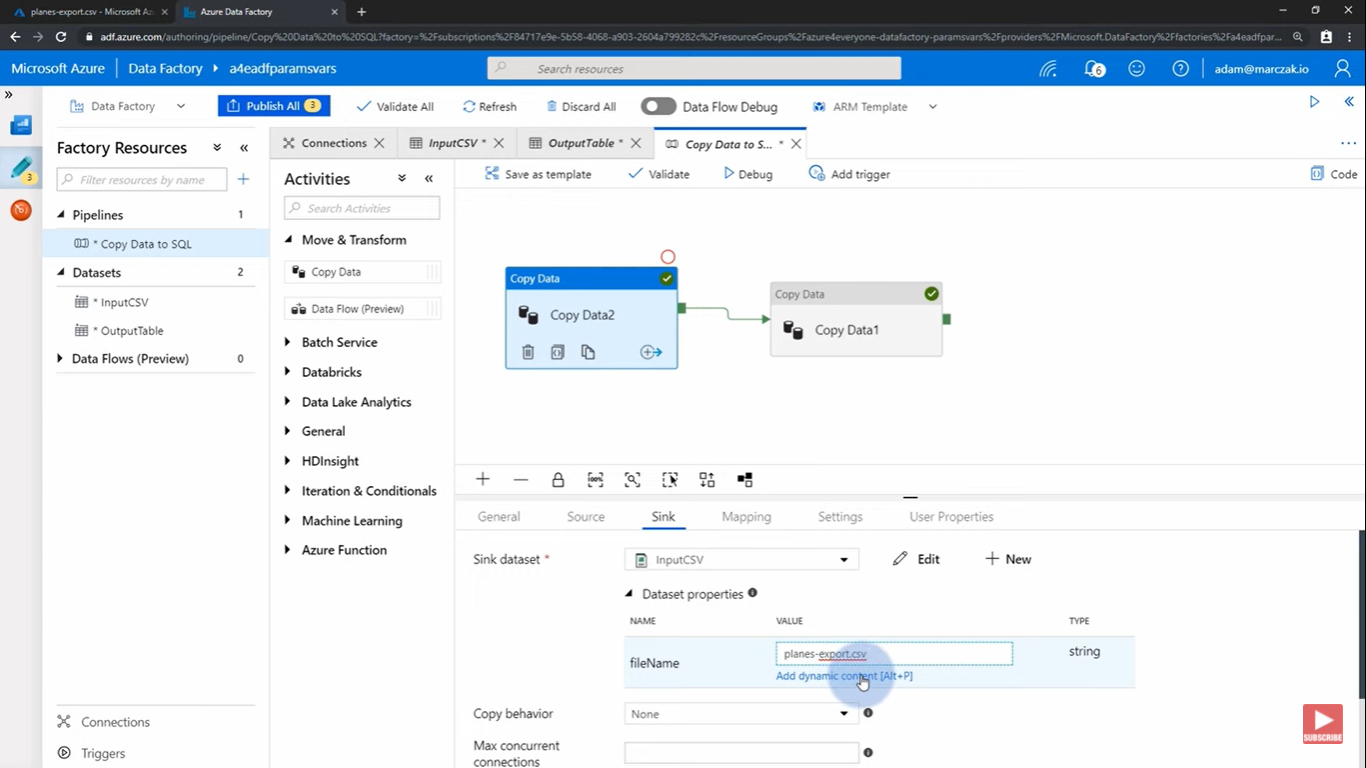 planes-export.csv - Microsoft Az
Azure Data Factory
adf.azure.com/authoring/pipeline/Copy%20Data%20to%20SQL?factory=%2Fsubscriptions%2F84717e9e-5b58-4068-a903-2604a799282c%2FresourceGroups%2Fazure4everyone-datafactory-paramsvars%2Fproviders%2FMicrosoft.DataFactory%2Ffactories%2Fa4eadfpar...
Microsoft Azure
Data Factory
a4eadfparamsvars
Search resources
6
adam@marczak.io
Data Factory
Publish All 3
Validate All
Refresh
Discard All
Data Flow Debug
ARM Template
3
Factory Resources
Filter resources by name
Pipelines 1
* Copy Data to SQL
Datasets 2
* InputCSV
* OutputTable
Data Flows (Preview) 0
Connections
Triggers
Connections
InputCSV *
OutputTable *
Copy Data to S... *
Activities
Search Activities
Move & Transform
Copy Data
Data Flow (Preview)
Batch Service
Databricks
Data Lake Analytics
General
HDInsight
Iteration & Conditionals
Machine Learning
Azure Function
Save as template
Validate
Debug
Add trigger
Code
Copy Data
Copy Data2
Copy Data
Copy Data1
100%
General
Source
Sink
Mapping
Settings
User Properties
Sink dataset *
InputCSV
Edit
New
Dataset properties
NAME VALUE TYPE
fileName planes-export.csv string
Add dynamic content [Alt+P]
Copy behavior
None
Max concurrent
connections
SUBSCRIBE